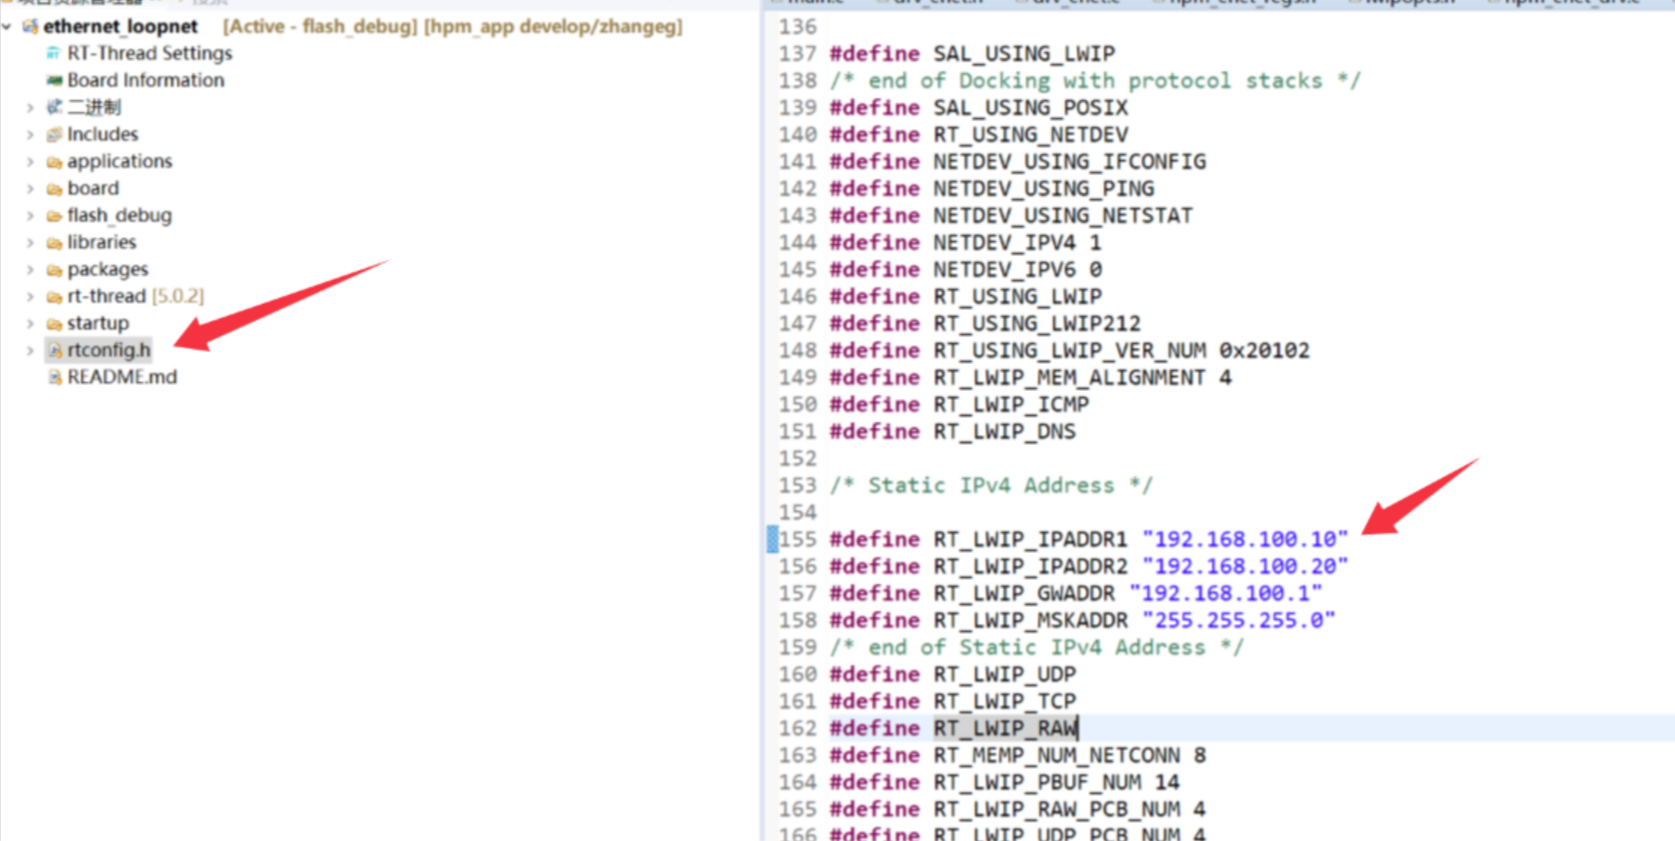 ethernet_loopnet [Active - flash_debug] [hpm_app develop/zhangeg]
RT-Thread Settings
Board Information
二进制
Includes
applications
board
flash_debug
libraries
packages
rt-thread [5.0.2]
startup
rtconfig.h
README.md
136
137 #define SAL_USING_LWIP
138 /* end of Docking with protocol stacks */
139 #define SAL_USING_POSIX
140 #define RT_USING_NETDEV
141 #define NETDEV_USING_IFCONFIG
142 #define NETDEV_USING_PING
143 #define NETDEV_USING_NETSTAT
144 #define NETDEV_IPV4 1
145 #define NETDEV_IPV6 0
146 #define RT_USING_LWIP
147 #define RT_USING_LWIP212
148 #define RT_USING_LWIP_VER_NUM 0x20102
149 #define RT_LWIP_MEM_ALIGNMENT 4
150 #define RT_LWIP_ICMP
151 #define RT_LWIP_DNS
152
153 /* Static IPv4 Address */
154
155 #define RT_LWIP_IPADDR1 "192.168.100.10"
156 #define RT_LWIP_IPADDR2 "192.168.100.20"
157 #define RT_LWIP_GWADDR "192.168.100.1"
158 #define RT_LWIP_MSKADDR "255.255.255.0"
159 /* end of Static IPv4 Address */
160 #define RT_LWIP_UDP
161 #define RT_LWIP_TCP
162 #define RT_LWIP_RAW
163 #define RT_MEMP_NUM_NETCONN 8
164 #define RT_LWIP_PBUF_NUM 14
165 #define RT_LWIP_RAW_PCB_NUM 4
166 #define RT_LWIP_UDP_PCB_NUM 4